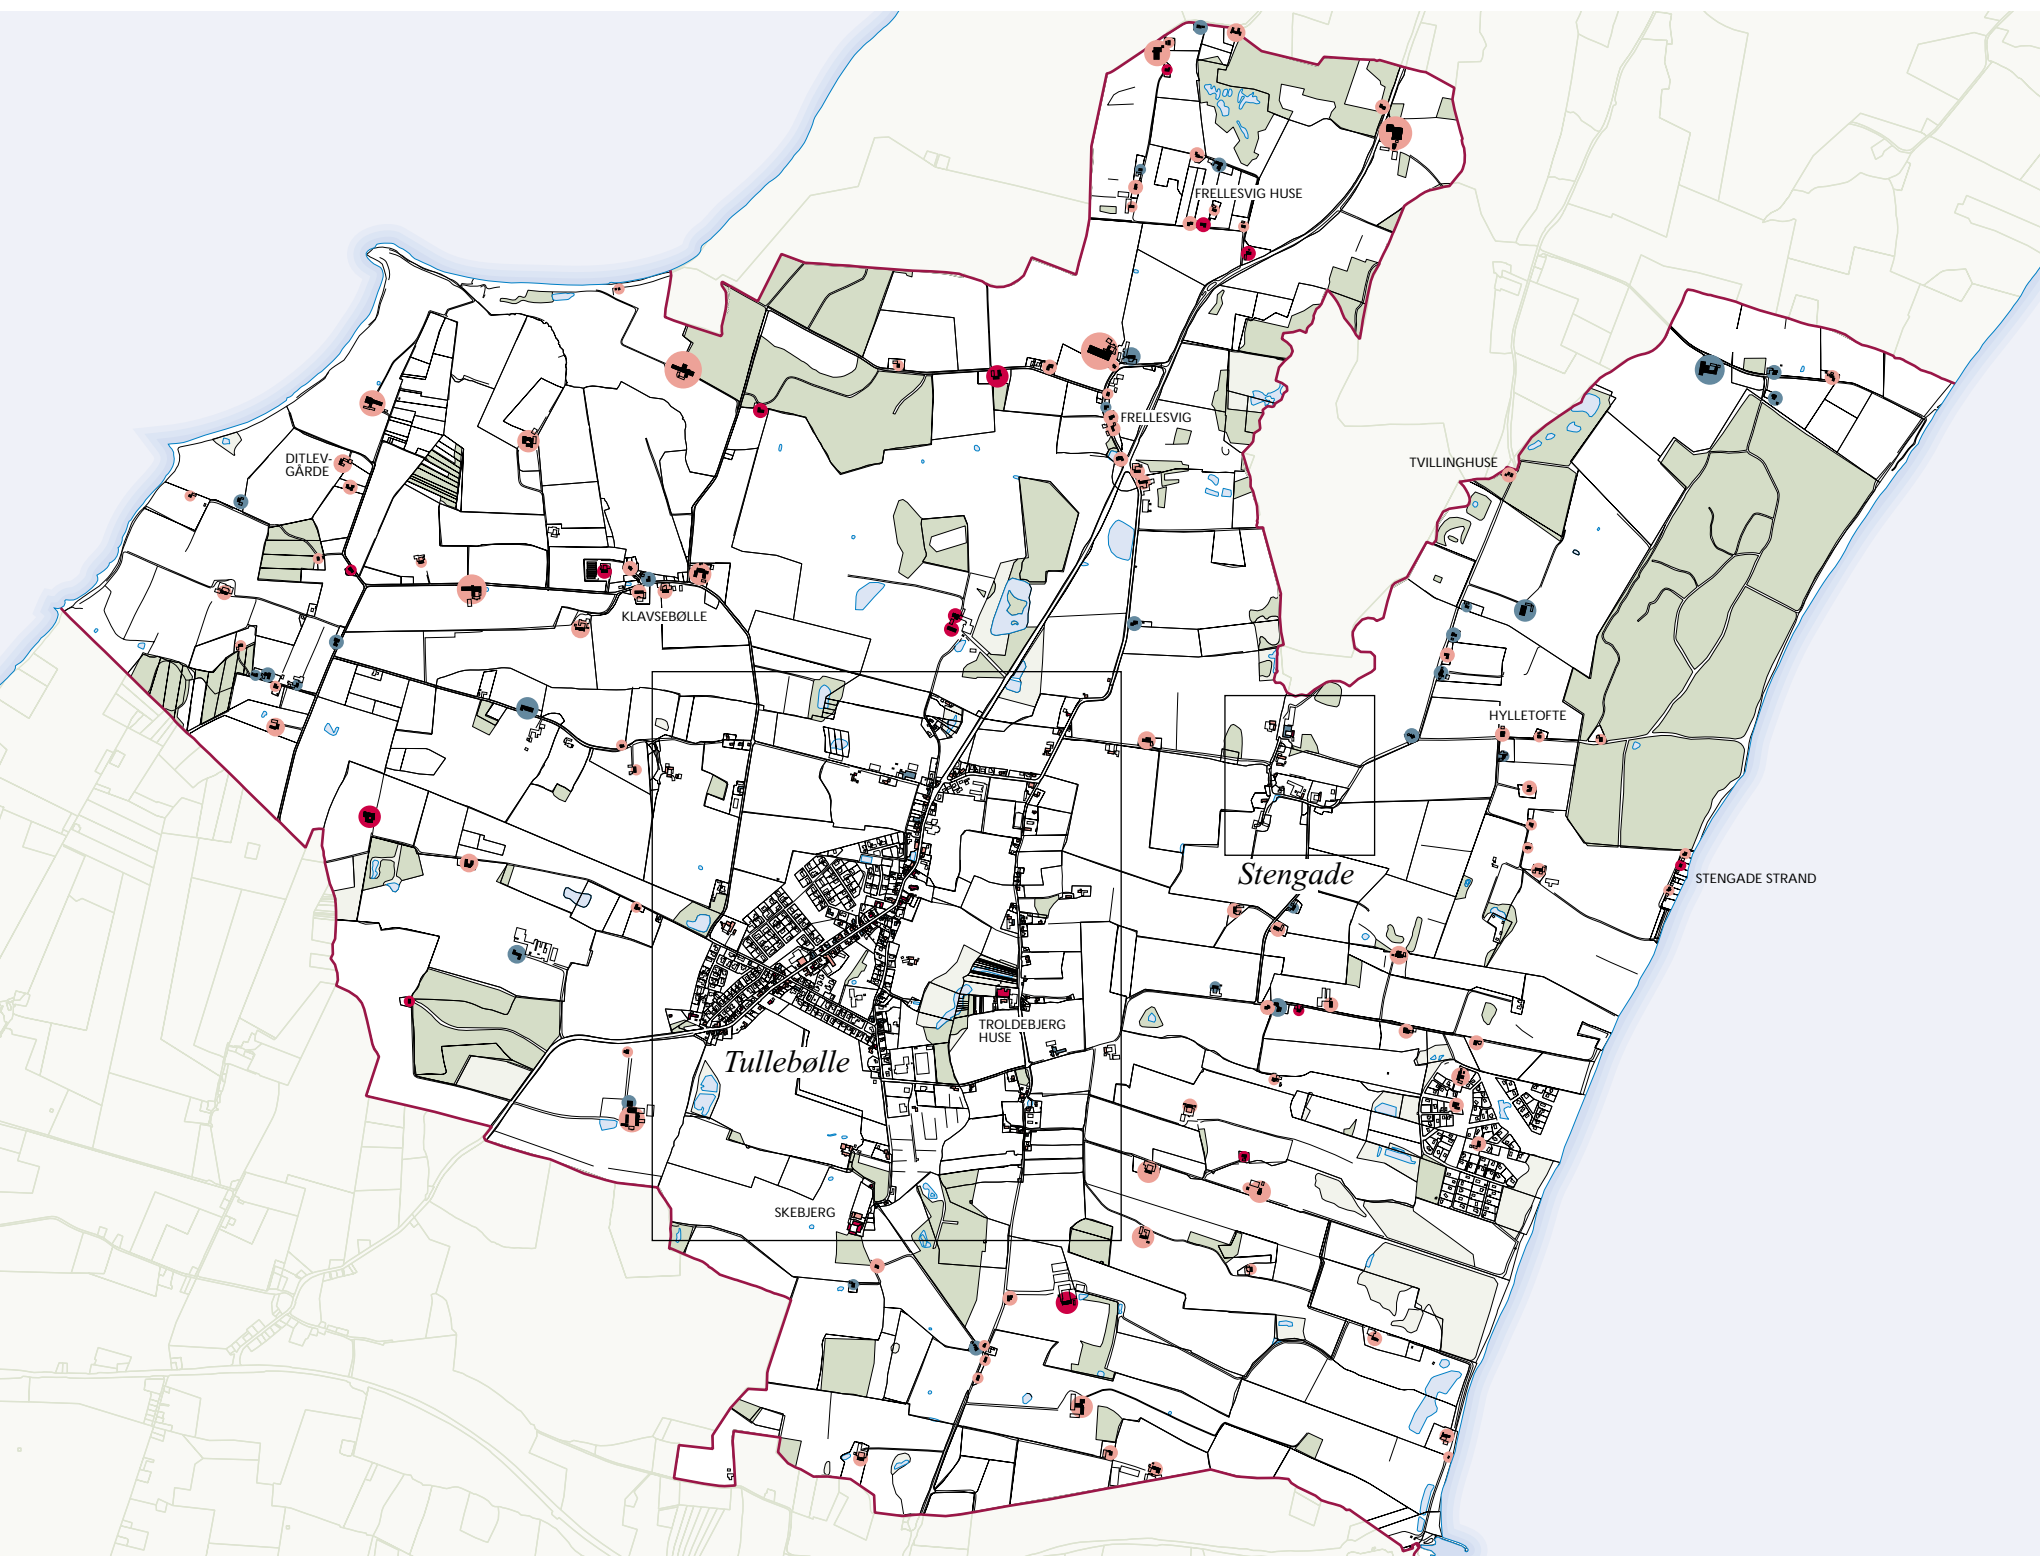 FRELLESVIG HUSE
FRELLESVIG
DITLEV-
GÅRDE
TVILLINGHUSE
KLAVSEBØLLE
HYLLETOFTE
Stengade
STENGADE STRAND
TROLDEBJERG
HUSE
Tullebølle
SKEBJERG